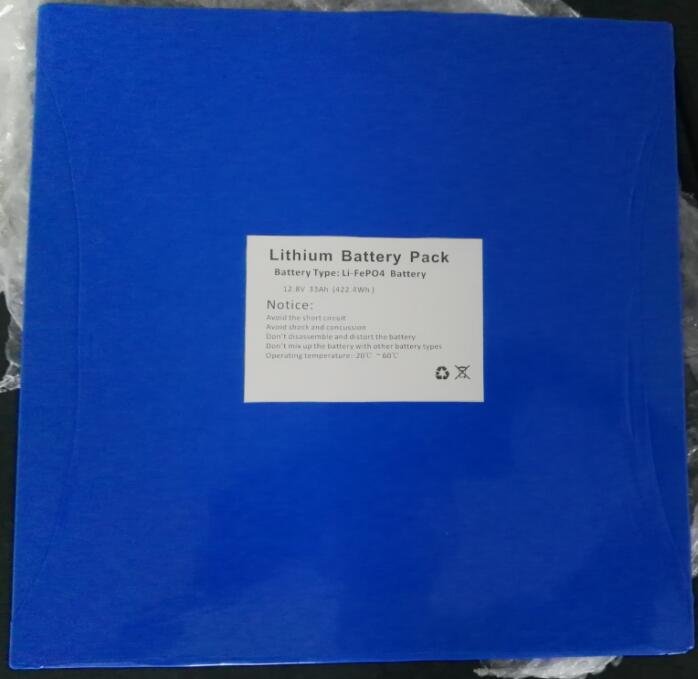 Lithium Battery Pack
Battery Type: Li-FePO4 Battery
12.8V 33Ah (422.4Wh)
Notice:
Avoid the short circuit
Avoid shock and concussion
Don't disassemble and distort the battery
Don't mix up the battery with other battery types
Operating temperature: -20℃ ~ 60℃